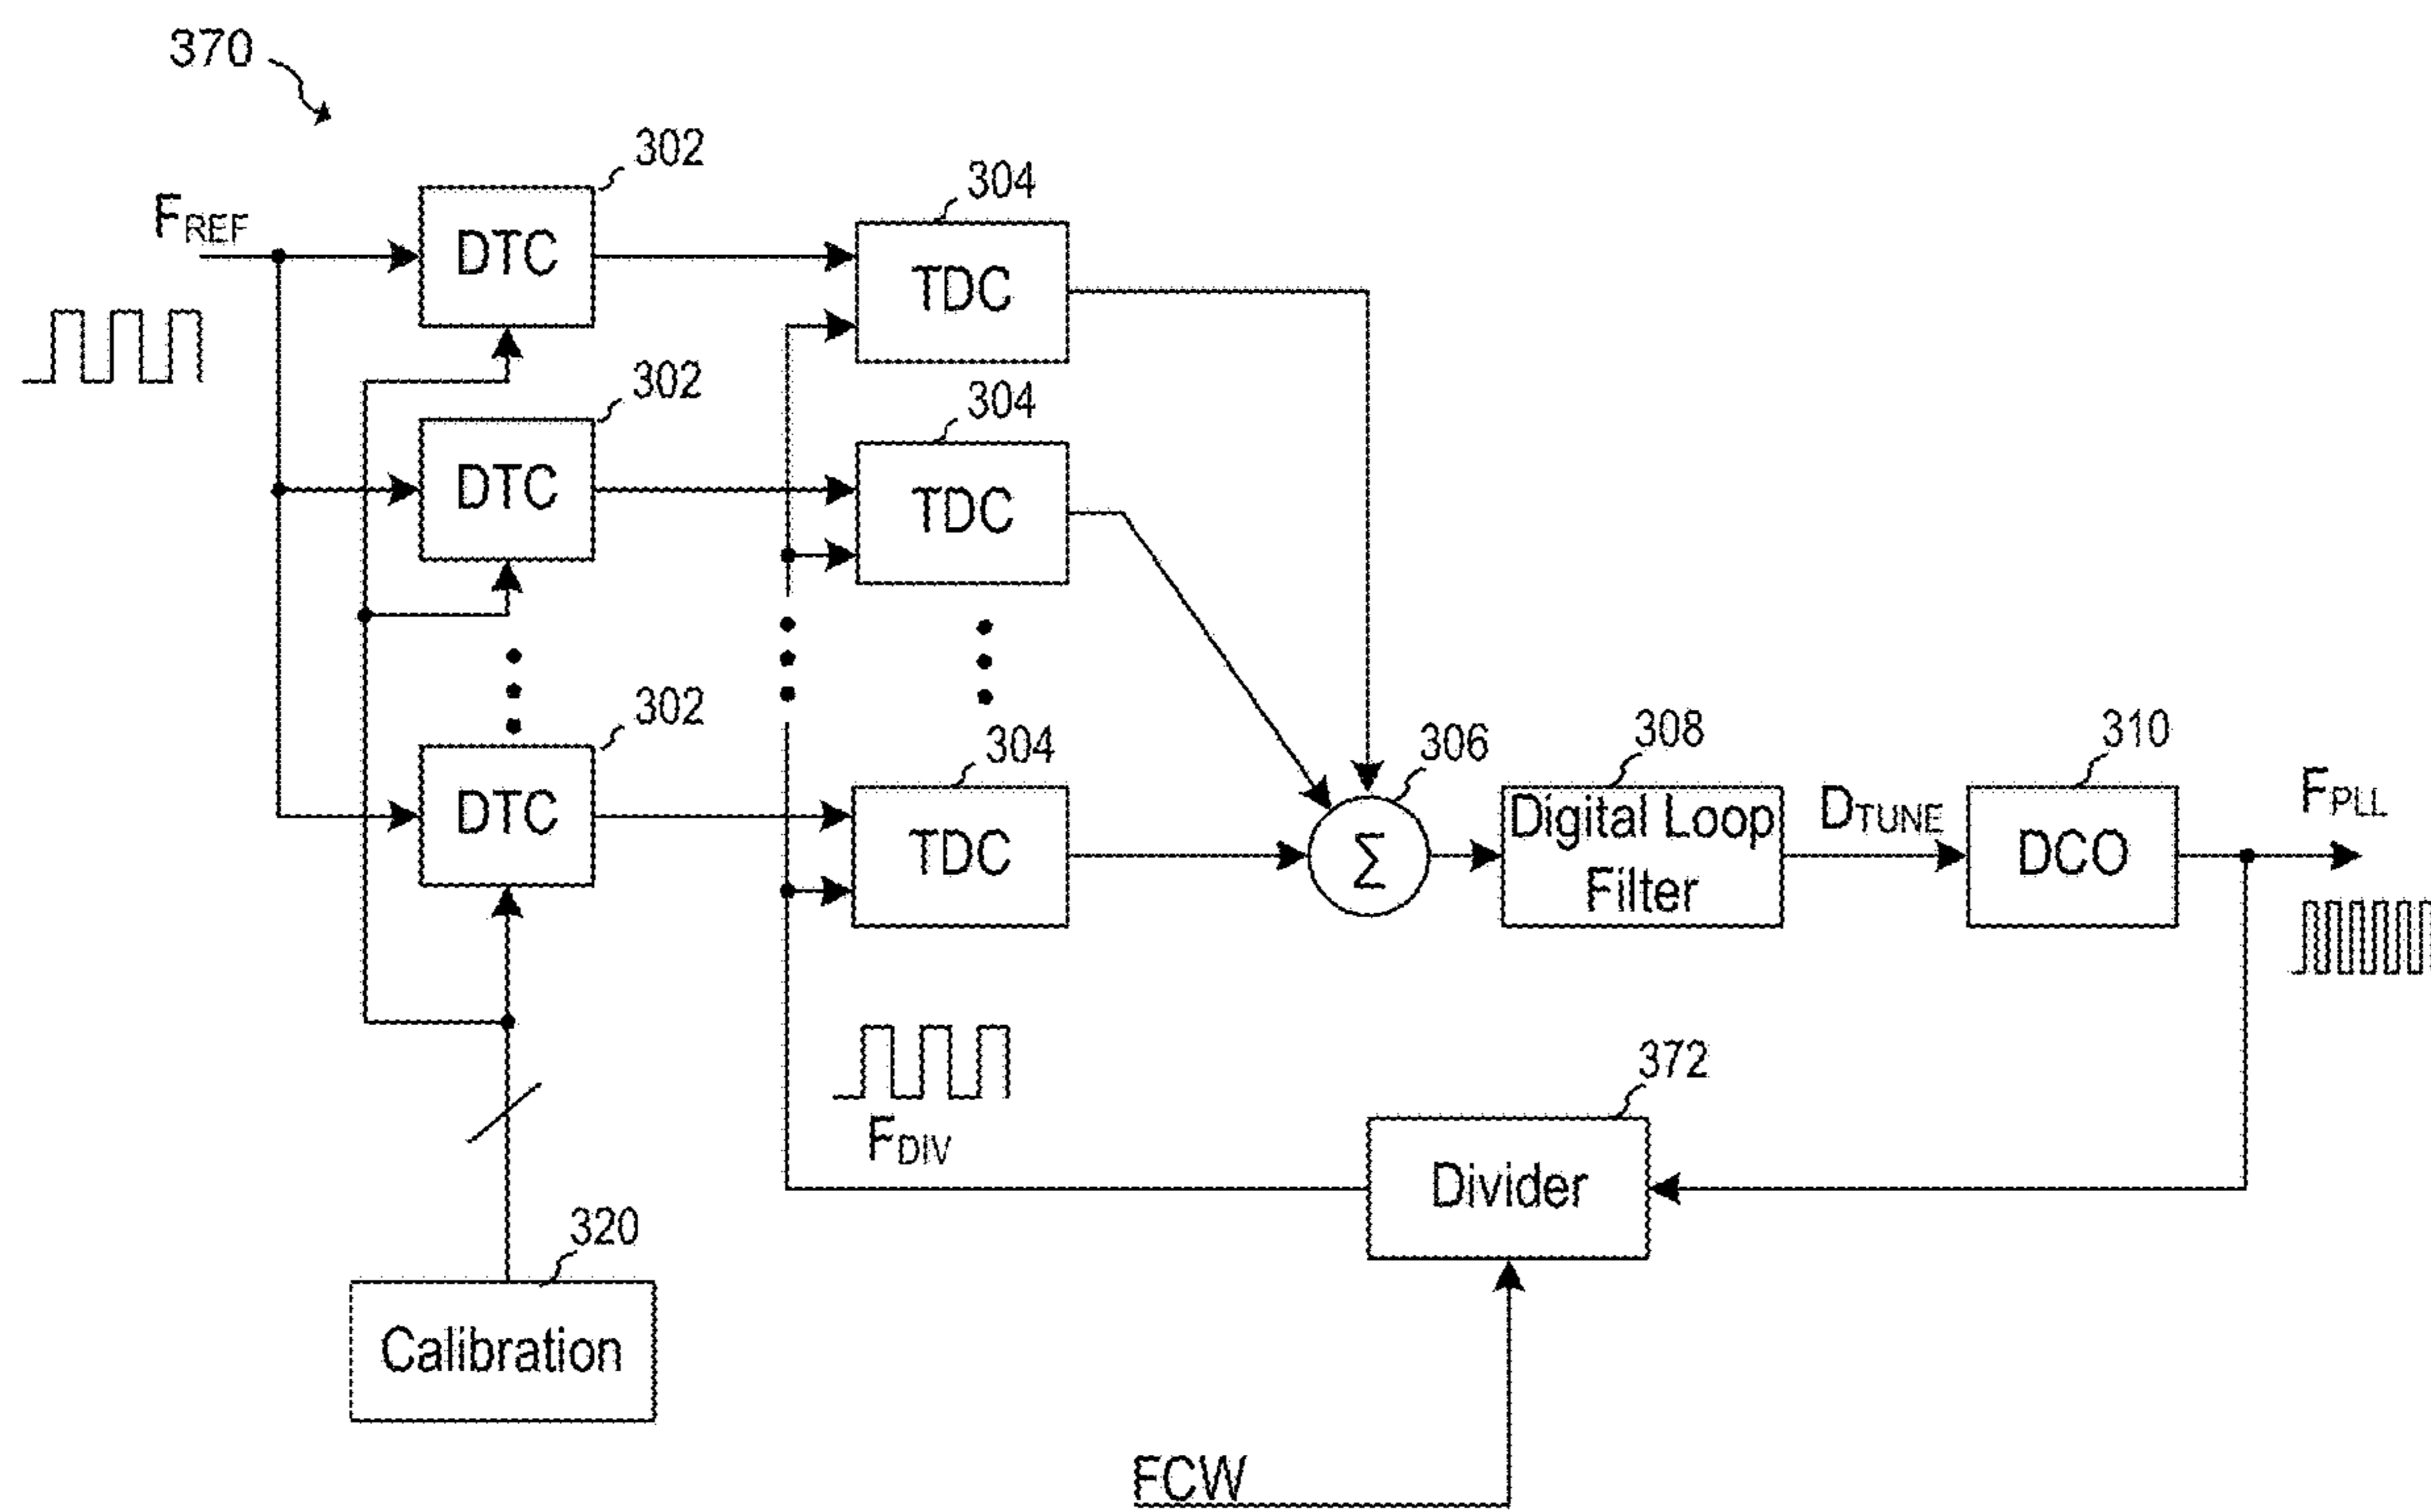 370
302
304
FREF
DTC
TDC
302
304
DTC
TDC
302
304
306
308
310
DTC
TDC
Σ
Digital Loop
Filter
DTUNE
DCO
FPLL
FDIV
372
Divider
320
Calibration
FCW